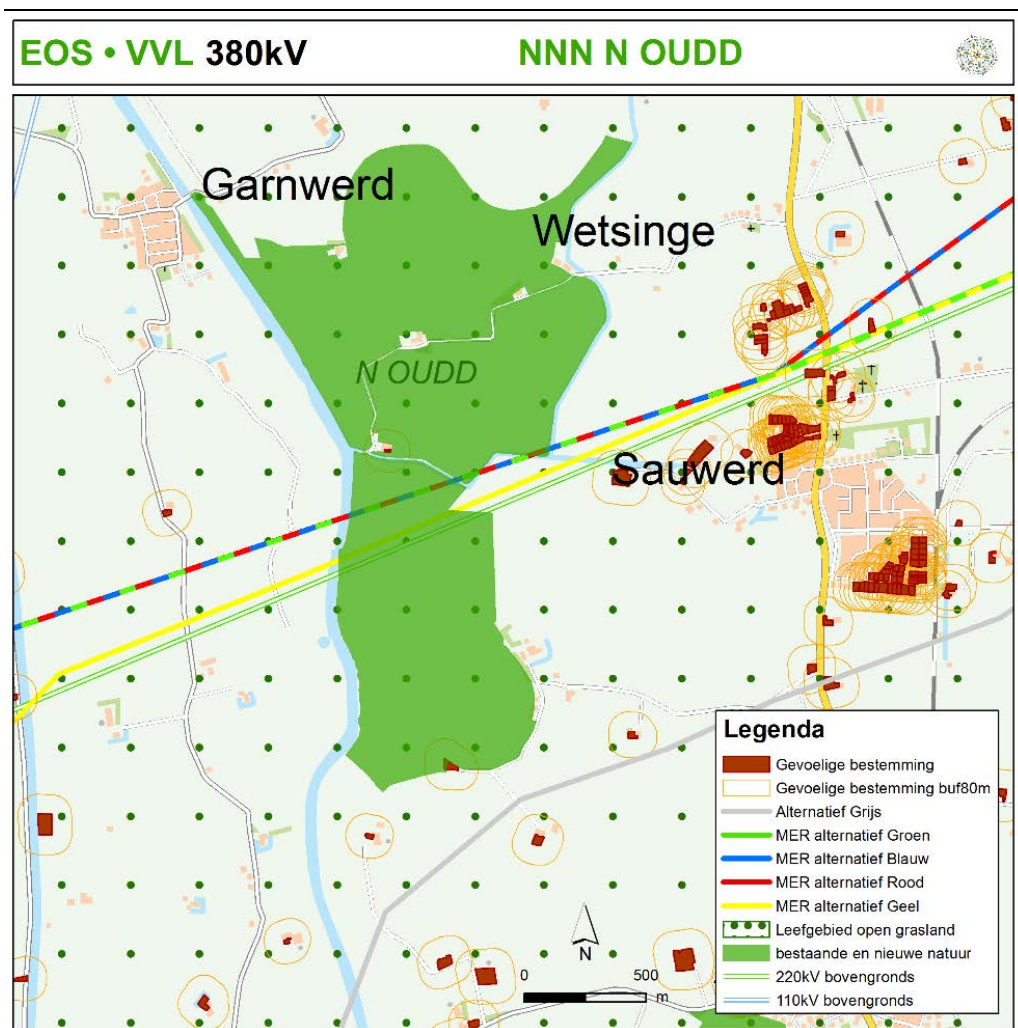 EOS • VVL 380kV NNN N OUDD
Garnwerd
Wetsinge
N OUDD
Sauwerd
Legenda
Gevoelige bestemming
Gevoelige bestemming buf80m
Alternatief Grijs
MER alternatief Groen
MER alternatief Blauw
MER alternatief Rood
MER alternatief Geel
Leefgebied open grasland
bestaande en nieuwe natuur
220kV bovengronds
110kV bovengronds
N
0 500
m